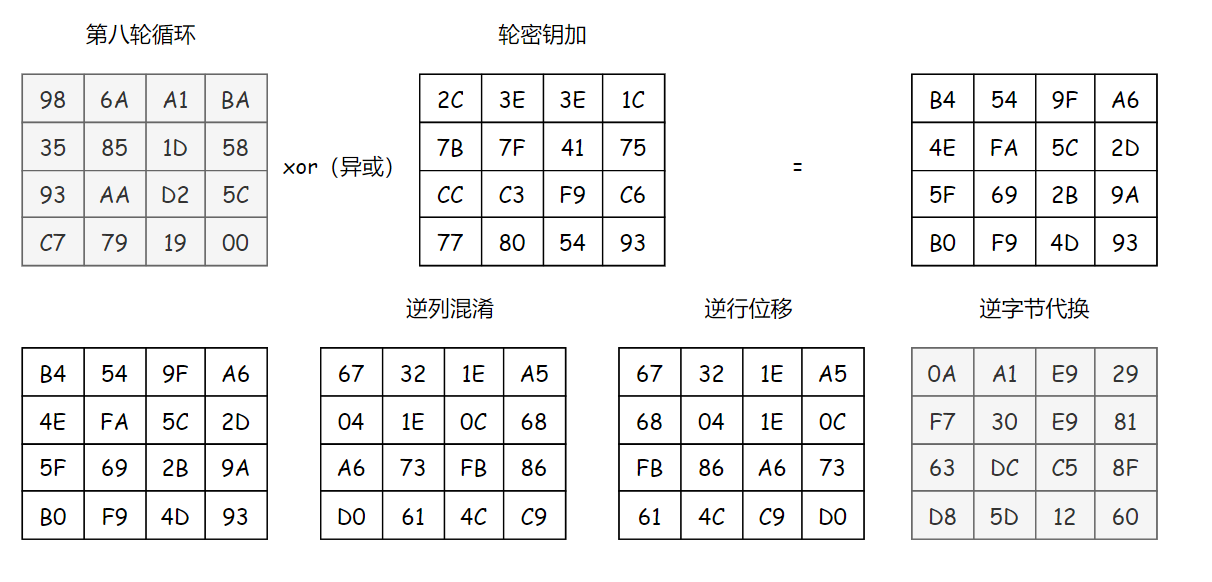 第八轮循环 轮密钥加
98 6A A1 BA 2C 3E 3E 1C B4 54 9F A6
35 85 1D 58 7B 7F 41 75 4E FA 5C 2D
xor（异或） =
93 AA D2 5C CC C3 F9 C6 5F 69 2B 9A
C7 79 19 00 77 80 54 93 B0 F9 4D 93
逆列混淆 逆行位移 逆字节代换
B4 54 9F A6 67 32 1E A5 67 32 1E A5 0A A1 E9 29
4E FA 5C 2D 04 1E 0C 68 68 04 1E 0C F7 30 E9 81
5F 69 2B 9A A6 73 FB 86 FB 86 A6 73 63 DC C5 8F
B0 F9 4D 93 D0 61 4C C9 61 4C C9 D0 D8 5D 12 60